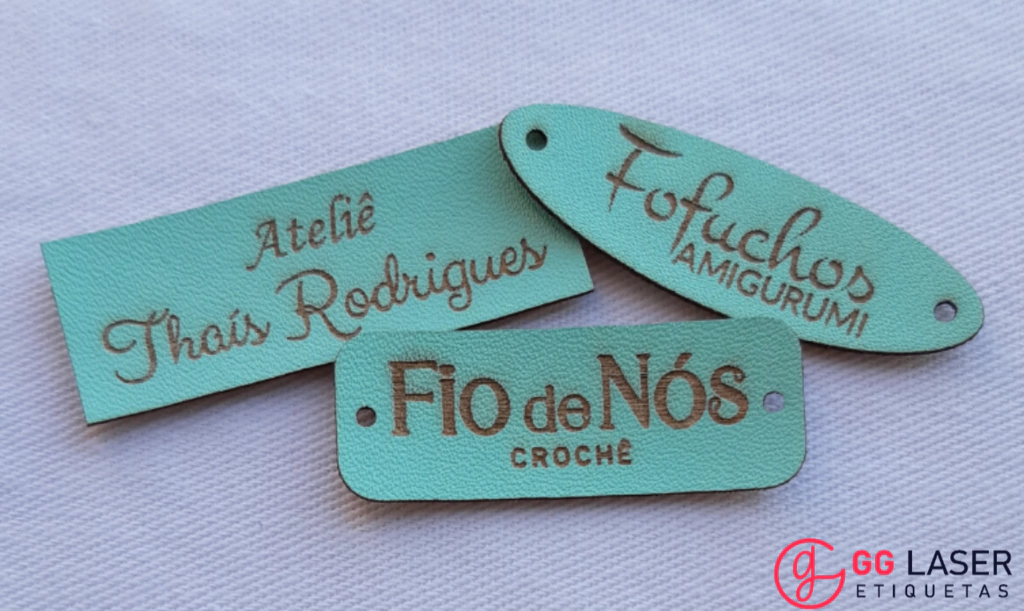 Ateliê
Thaís Rodrigues
Fofuchos
AMIGURUMI
Fio de Nós
CROCHÊ
GG LASER
ETIQUETAS